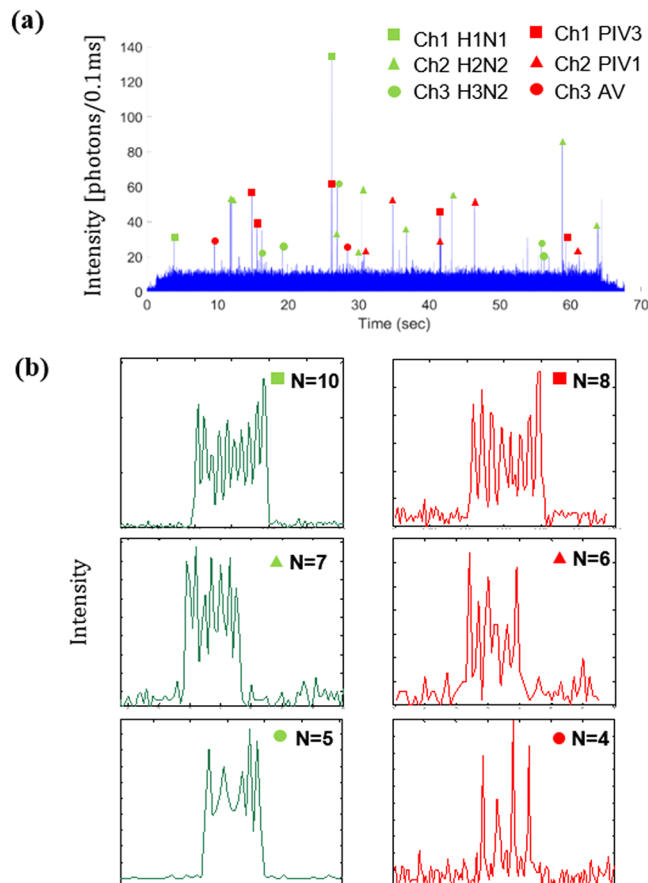 (a)
Ch1 H1N1
Ch2 H2N2
Ch3 H3N2
Ch1 PIV3
Ch2 PIV1
Ch3 AV
Intensity [photons/0.1ms]
140
120
100
80
60
40
20
0
0 10 20 30 40 50 60 70
Time (sec)
(b)
Intensity
N=10
N=8
N=7
N=6
N=5
N=4